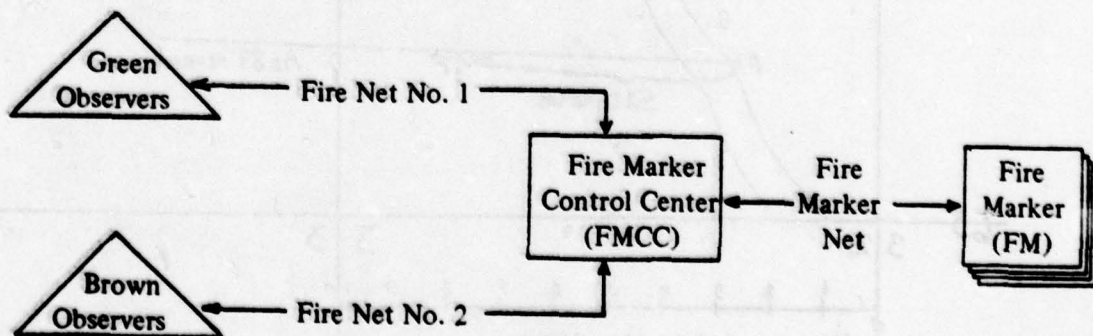 Green
Observers
Fire Net No. 1
Fire Marker
Control Center
(FMCC)
Fire
Marker
Net
Fire
Marker
(FM)
Brown
Observers
Fire Net No. 2